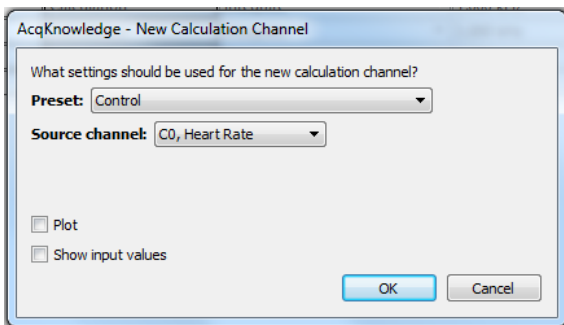 AcqKnowledge - New Calculation Channel
What settings should be used for the new calculation channel?
Preset: Control
Source channel: C0, Heart Rate
Plot
Show input values
OK Cancel